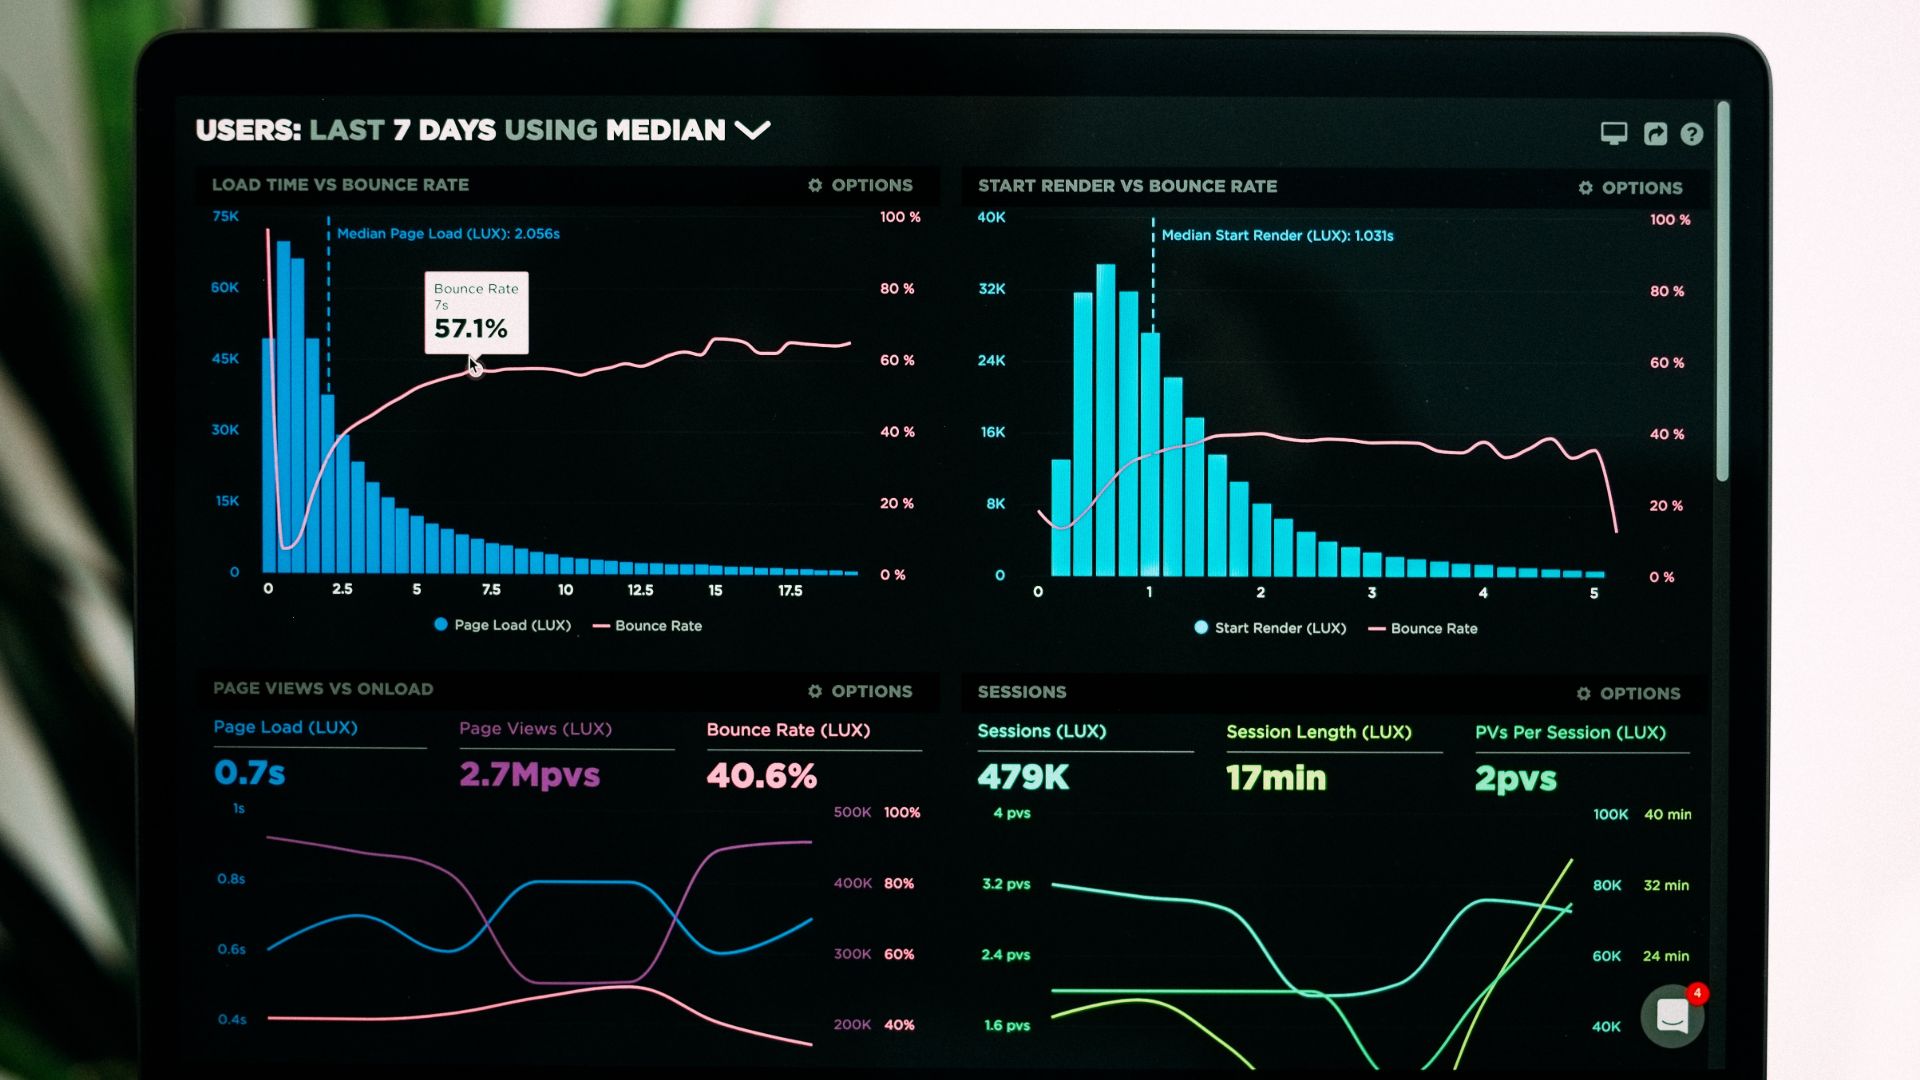 USERS: LAST 7 DAYS USING MEDIAN
LOAD TIME VS BOUNCE RATE
OPTIONS
75K
60K
45K
30K
15K
0
Median Page Load (LUX): 2.056s
Bounce Rate
7s
57.1%
100 %
80 %
60 %
40 %
20 %
0 %
0 2.5 5 7.5 10 12.5 15 17.5
Page Load (LUX) Bounce Rate
START RENDER VS BOUNCE RATE
OPTIONS
40K
32K
24K
16K
8K
0
Median Start Render (LUX): 1.031s
100 %
80 %
60 %
40 %
20 %
0 %
0 1 2 3 4 5
Start Render (LUX) Bounce Rate
PAGE VIEWS VS ONLOAD
OPTIONS
Page Load (LUX) Page Views (LUX) Bounce Rate (LUX)
0.7s 2.7Mpvs 40.6%
1s
0.8s
0.6s
0.4s
500K 100%
400K 80%
300K 60%
200K 40%
SESSIONS
OPTIONS
Sessions (LUX) Session Length (LUX) PVs Per Session (LUX)
479K 17min 2pvs
4 pvs
3.2 pvs
2.4 pvs
1.6 pvs
100K 40 min
80K 32 min
60K 24 min
40K
4